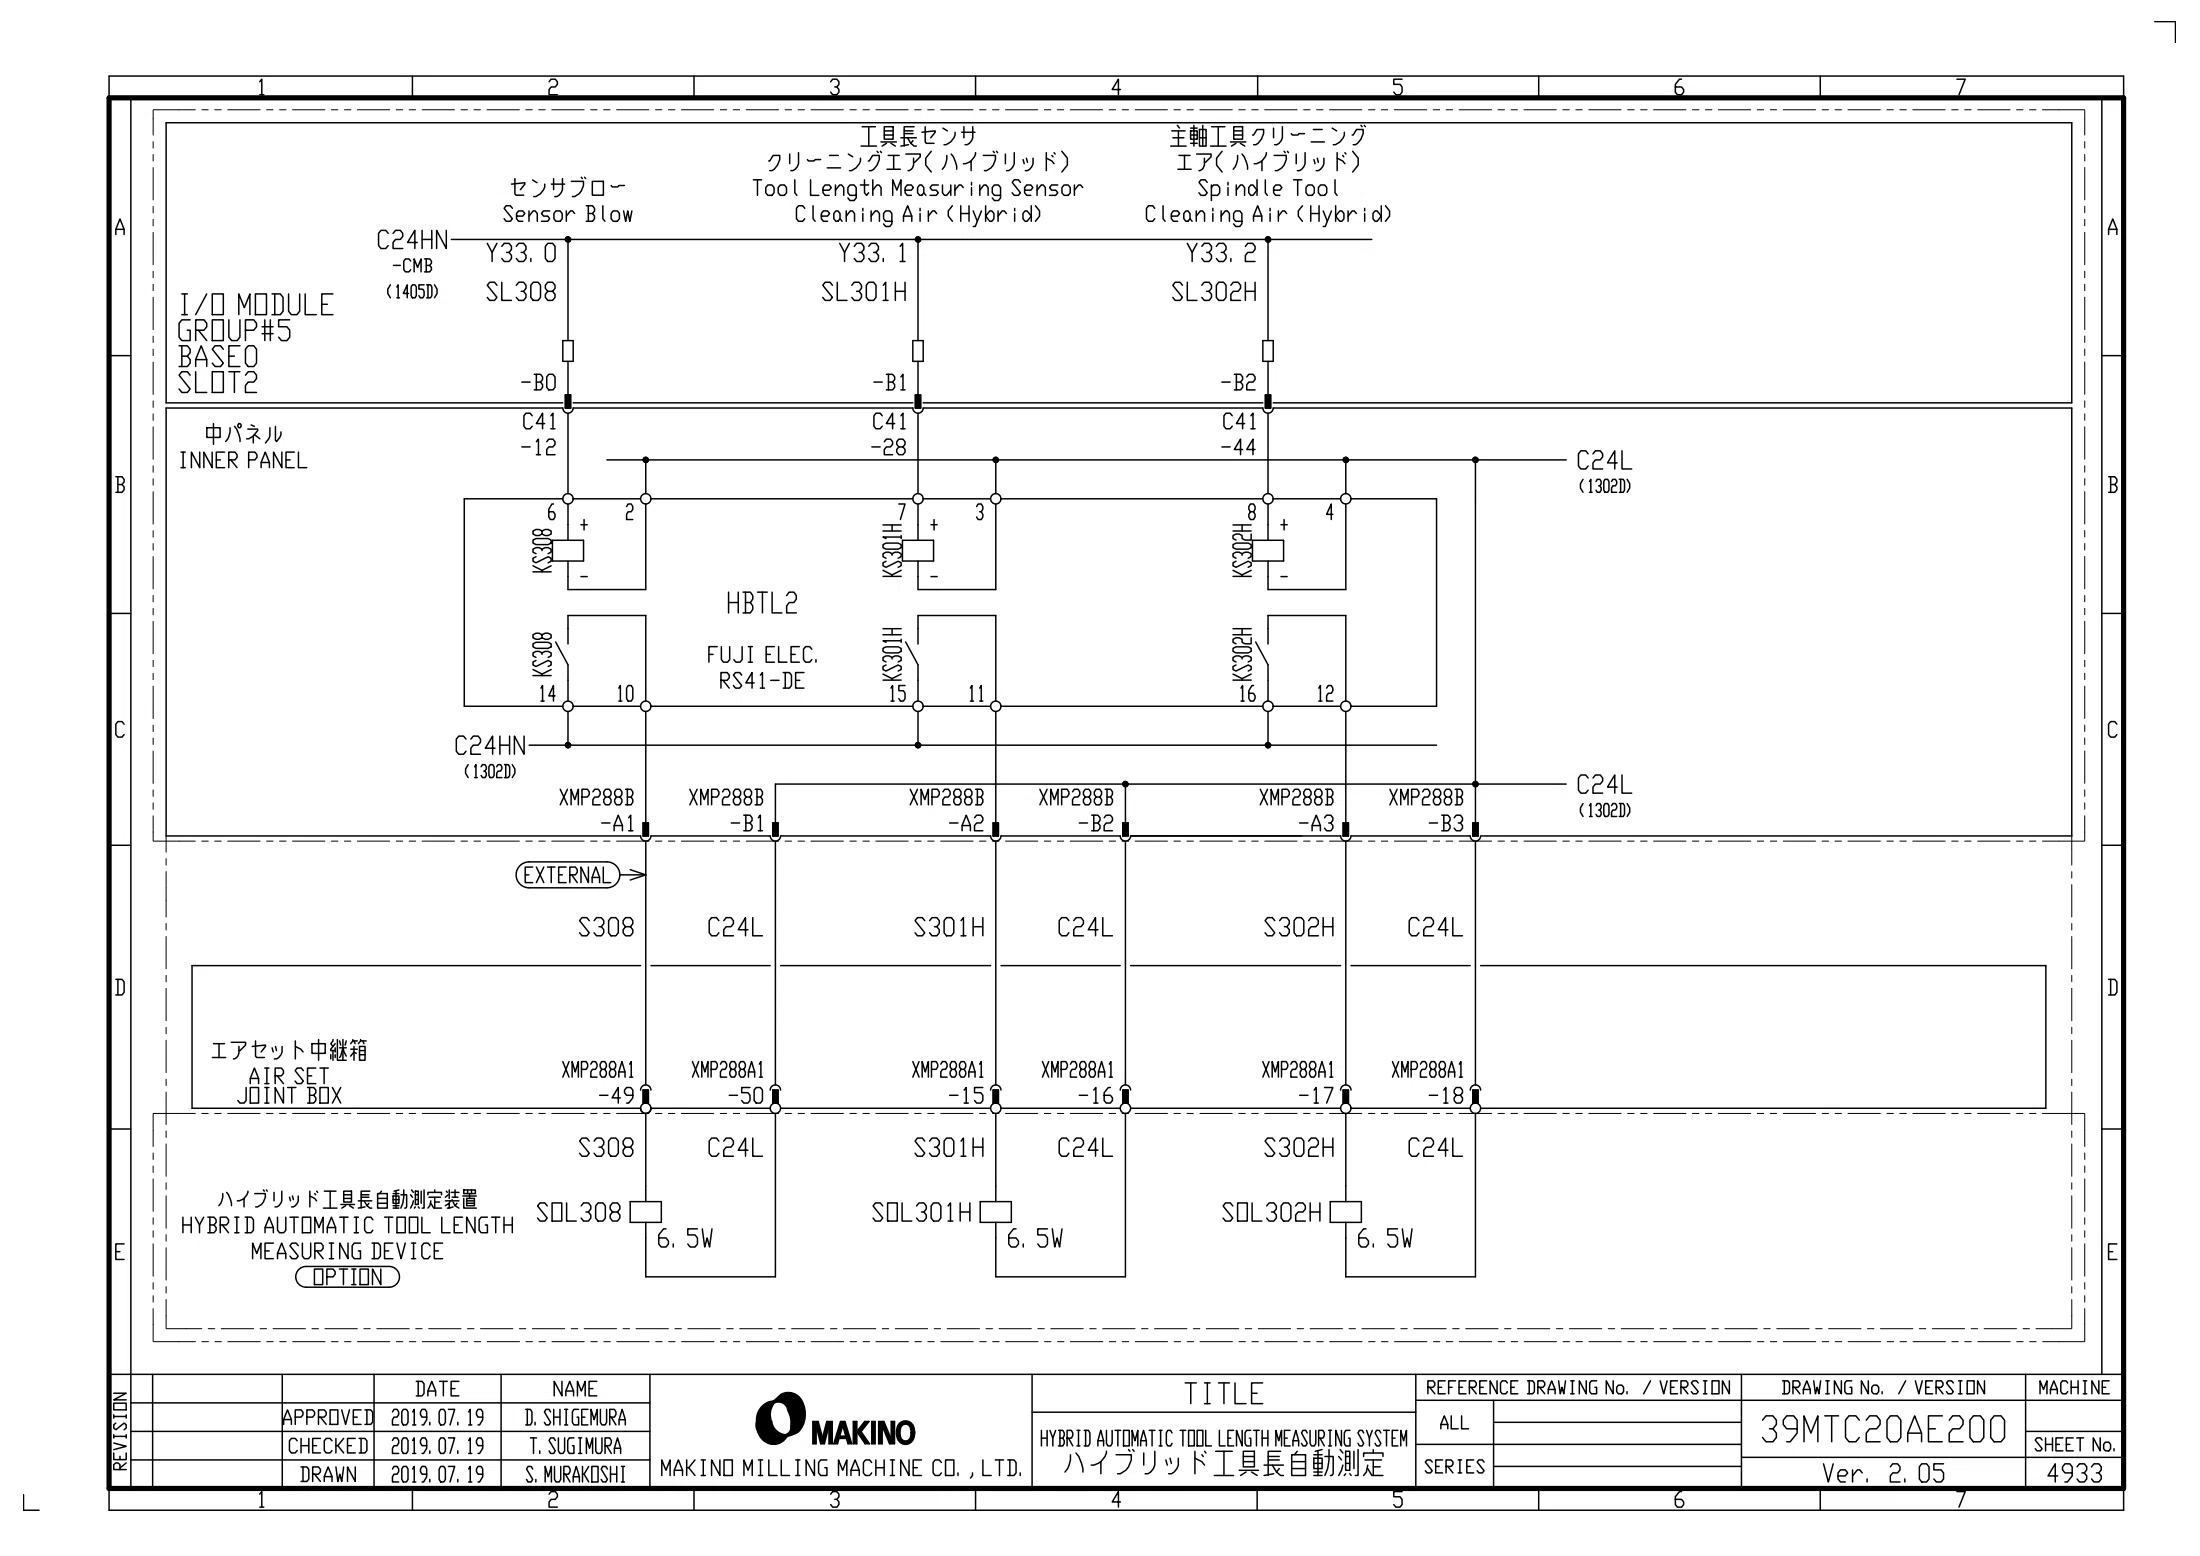 1 2 3 4 5 6 7
工具長センサ
クリーニングエア(ハイブリッド)
Tool Length Measuring Sensor
Cleaning Air (Hybrid)
主軸工具クリーニング
エア(ハイブリッド)
Spindle Tool
Cleaning Air (Hybrid)
センサブロー
Sensor Blow
A A
C24HN
-CMB
(1405D)
Y33.0 Y33.1 Y33.2
SL308 SL301H SL302H
I/O MODULE
GROUP#5
BASE0
SLOT2
-B0 -B1 -B2
C41 C41 C41
-12 -28 -44
中パネル
INNER PANEL
C24L
(1302D)
B B
6 2 7 3 8 4
+ + +
KS308 KS301H KS302H
- - -
HBTL2
FUJI ELEC.
RS41-DE
KS308 KS301H KS302H
14 10 15 11 16 12
C C
C24HN
(1302D)
C24L
(1302D)
XMP288B XMP288B XMP288B XMP288B XMP288B XMP288B
-A1 -B1 -A2 -B2 -A3 -B3
EXTERNAL
S308 C24L S301H C24L S302H C24L
D D
エアセット中継箱
AIR SET
JOINT BOX
XMP288A1 XMP288A1 XMP288A1 XMP288A1 XMP288A1 XMP288A1
-49 -50 -15 -16 -17 -18
S308 C24L S301H C24L S302H C24L
ハイブリッド工具長自動測定装置
HYBRID AUTOMATIC TOOL LENGTH
MEASURING DEVICE
OPTION
SOL308 SOL301H SOL302H
6.5W 6.5W 6.5W
E E
REVISION
DATE NAME
APPROVED 2019.07.19 D. SHIGEMURA
CHECKED 2019.07.19 T. SUGIMURA
DRAWN 2019.07.19 S. MURAKOSHI
MAKINO
MAKINO MILLING MACHINE CO.,LTD.
TITLE
HYBRID AUTOMATIC TOOL LENGTH MEASURING SYSTEM
ハイブリッド工具長自動測定
REFERENCE DRAWING No. / VERSION
ALL
SERIES
DRAWING No. / VERSION
39MTC20AE200
Ver. 2.05
MACHINE
SHEET No.
4933
1 2 3 4 5 6 7